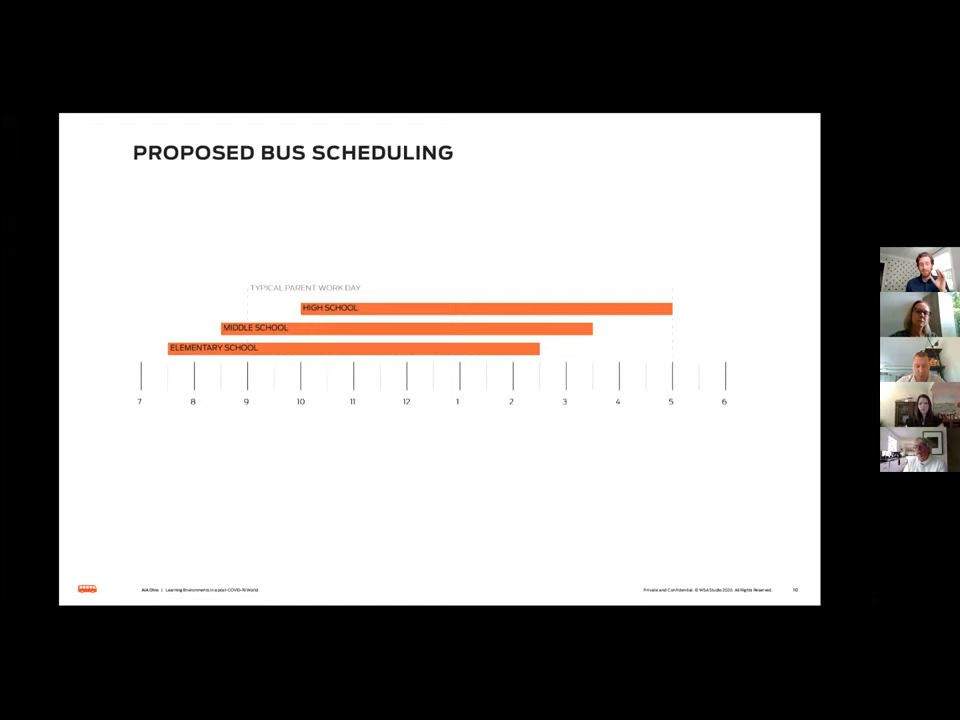 PROPOSED BUS SCHEDULING
TYPICAL PARENT WORK DAY
HIGH SCHOOL
MIDDLE SCHOOL
ELEMENTARY SCHOOL
7 8 9 10 11 12 1 2 3 4 5 6
AIA Ohio | Learning Environments in a post-COVID-19 World
Private and Confidential. © WSA Studio 2020. All Rights Reserved. 10